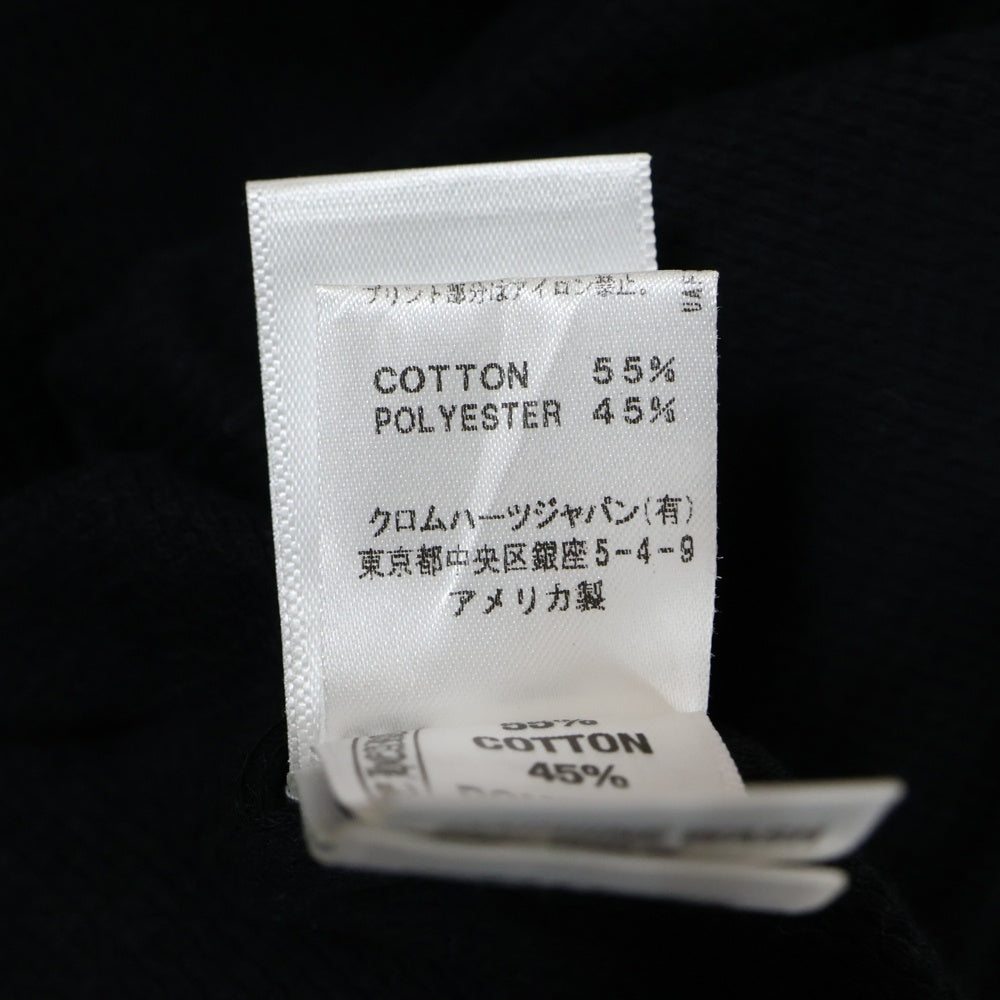 プリント部分はアイロン禁止。
COTTON 55%
POLYESTER 45%
クロムハーツジャパン(有)
東京都中央区銀座5-4-9
アメリカ製
55%
COTTON
45%